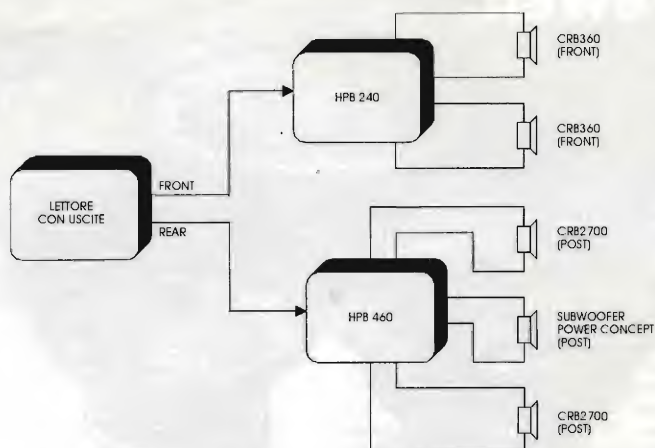 CRB360
(FRONT)
HPB 240
CRB360
(FRONT)
FRONT
LETTORE
CON USCITE
REAR
CRB2700
(POST)
HPB 460
SUBWOOFER
POWER CONCEPT
(POST)
CRB2700
(POST)